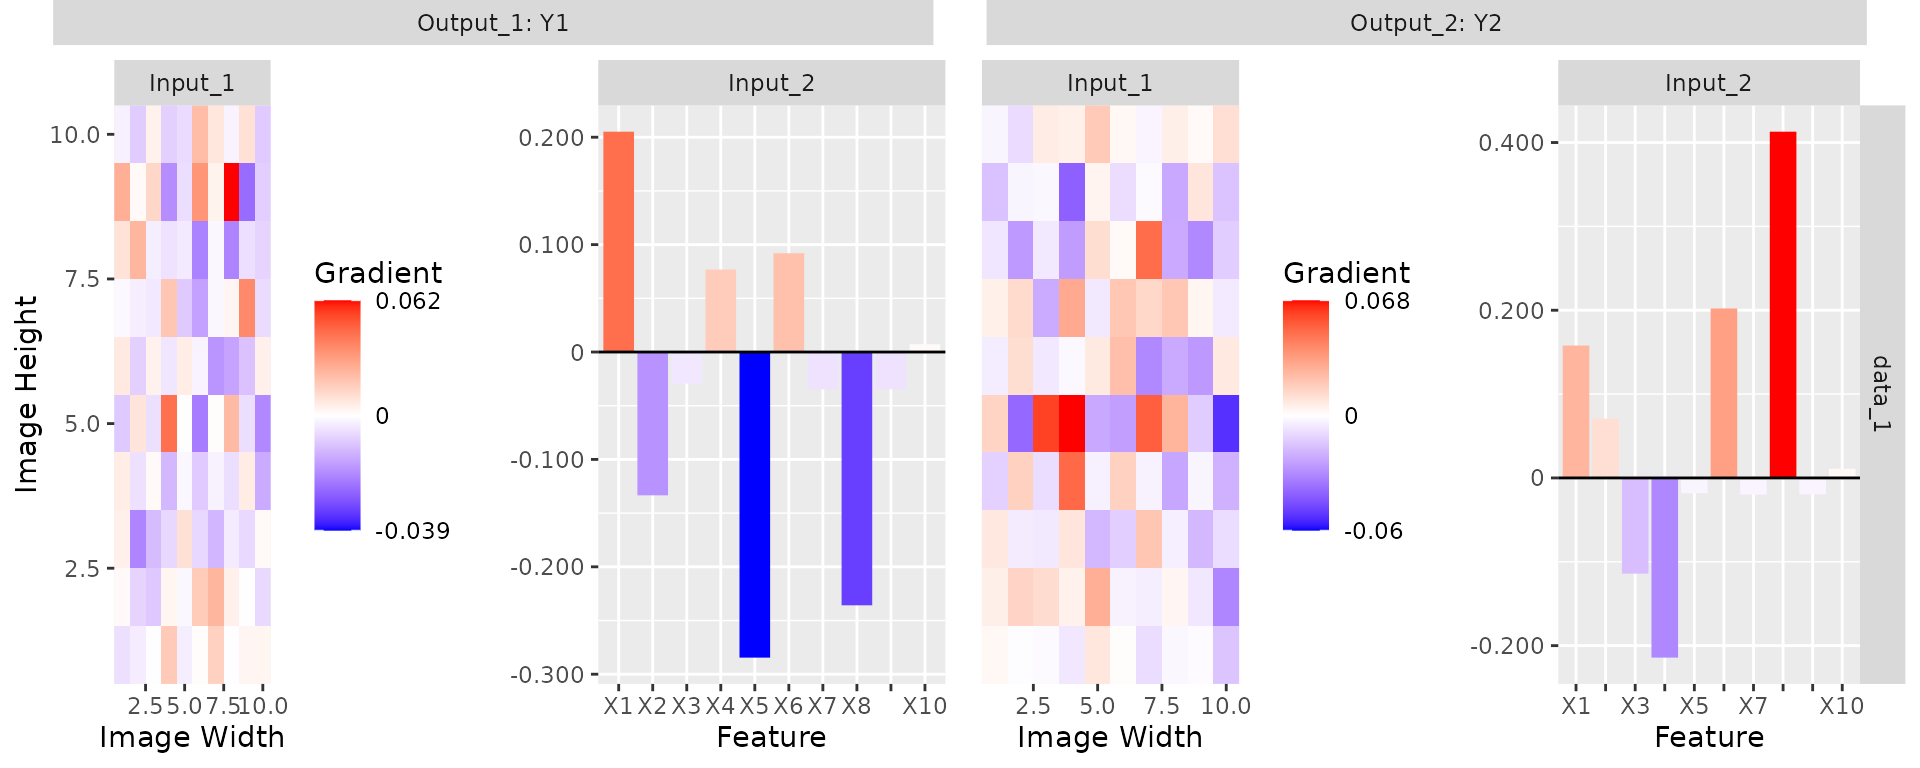 Output_1: Y1
Output_2: Y2
Input_1
Input_2
Input_1
Input_2
Image Height
10.0
7.5
5.0
2.5
2.5 5.0 7.5 10.0
Image Width
Gradient
0.062
0
-0.039
0.200
0.100
0
-0.100
-0.200
-0.300
X1 X2 X3 X4 X5 X6 X7 X8 X10
Feature
2.5 5.0 7.5 10.0
Image Width
Gradient
0.068
0
-0.06
0.400
0.200
0
-0.200
X1 X3 X5 X7 X10
Feature
data_1